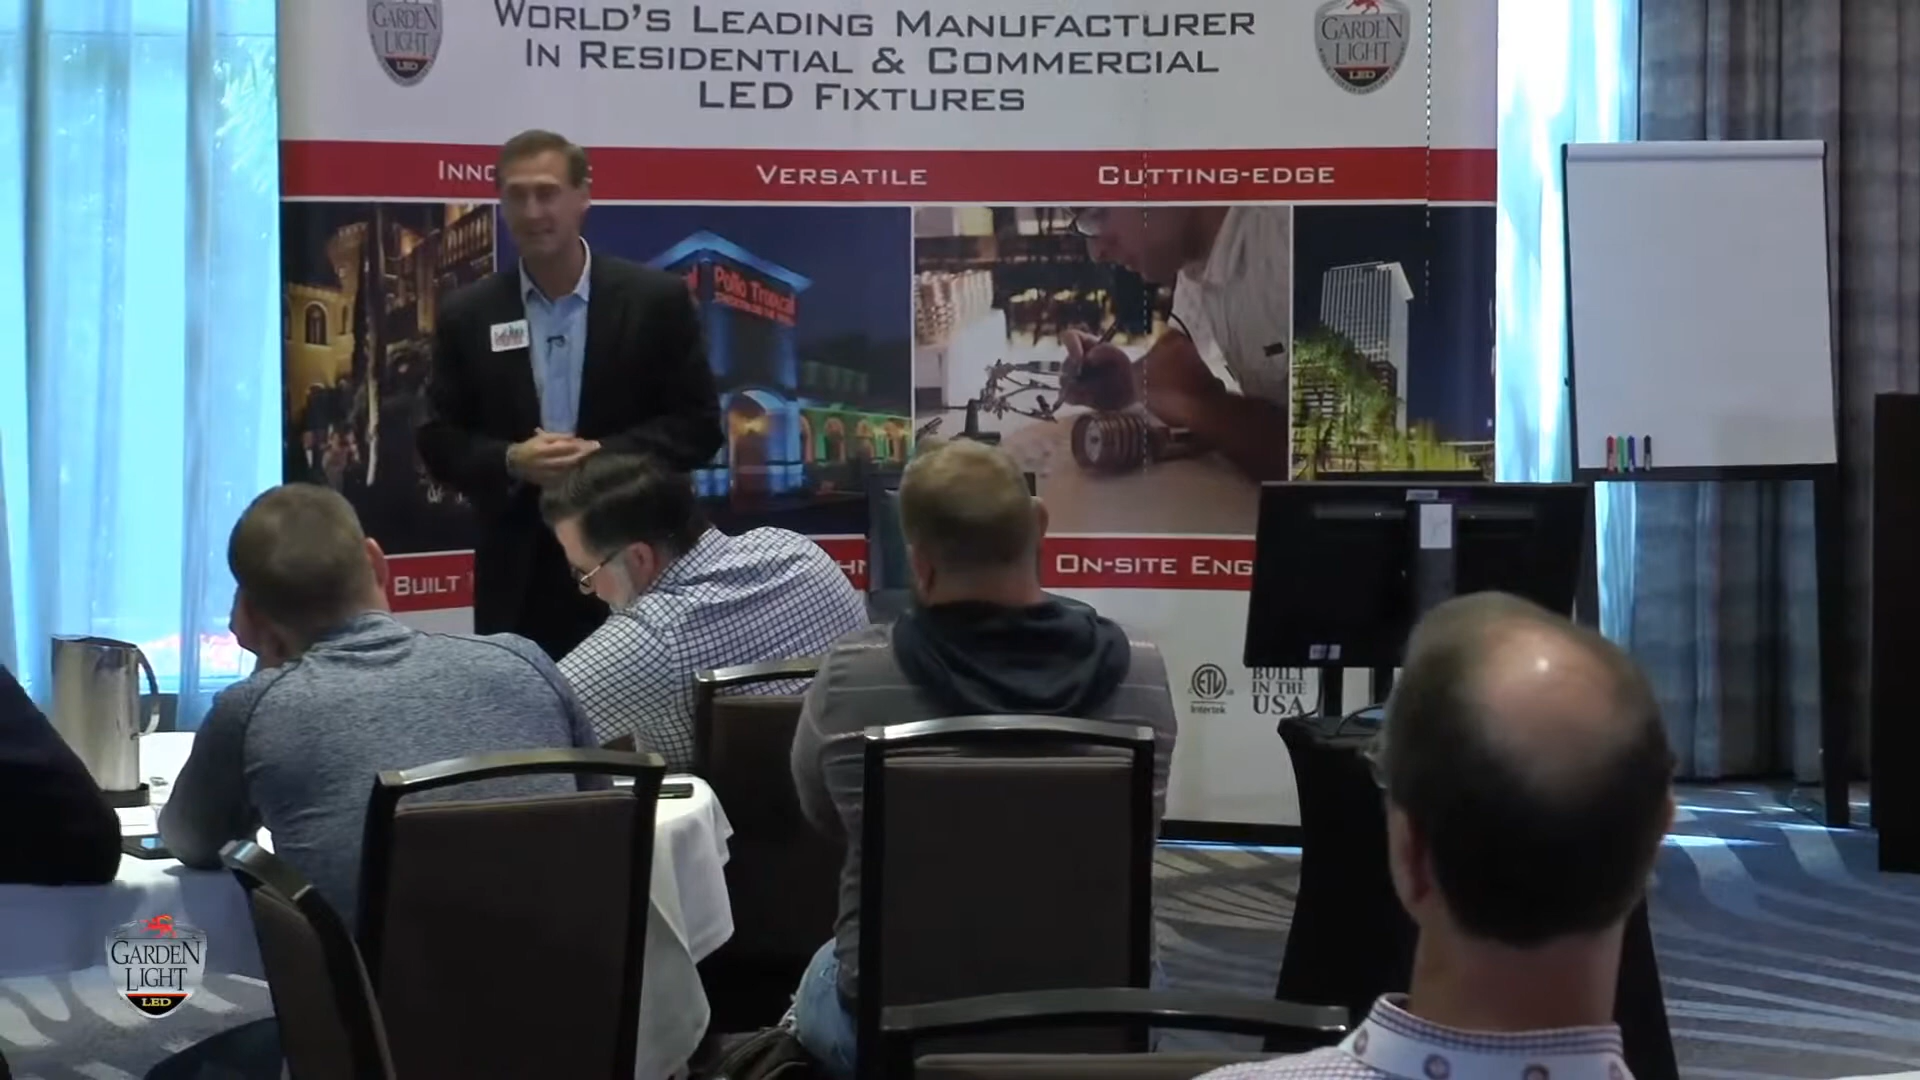 GARDEN
LIGHT
LED
WORLD'S LEADING MANUFACTURER
IN RESIDENTIAL & COMMERCIAL
LED FIXTURES
GARDEN
LIGHT
LED
VERSATILE
CUTTING-EDGE
Pollo Tropical
BUILT
ON-SITE ENG
ETL
Intertek
BUILT
IN THE
USA
GARDEN
LIGHT
LED